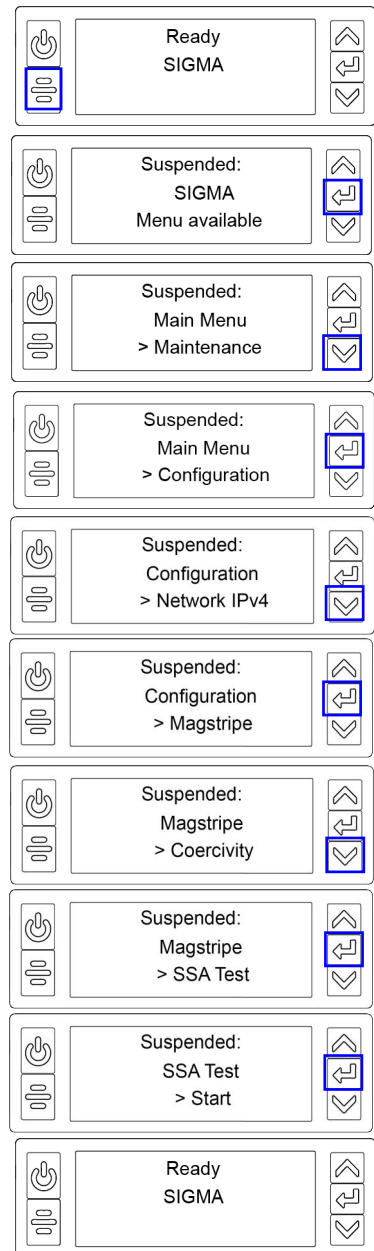 Ready
SIGMA
Suspended:
SIGMA
Menu available
Suspended:
Main Menu
> Maintenance
Suspended:
Main Menu
> Configuration
Suspended:
Configuration
> Network IPv4
Suspended:
Configuration
> Magstripe
Suspended:
Magstripe
> Coercivity
Suspended:
Magstripe
> SSA Test
Suspended:
SSA Test
> Start
Ready
SIGMA